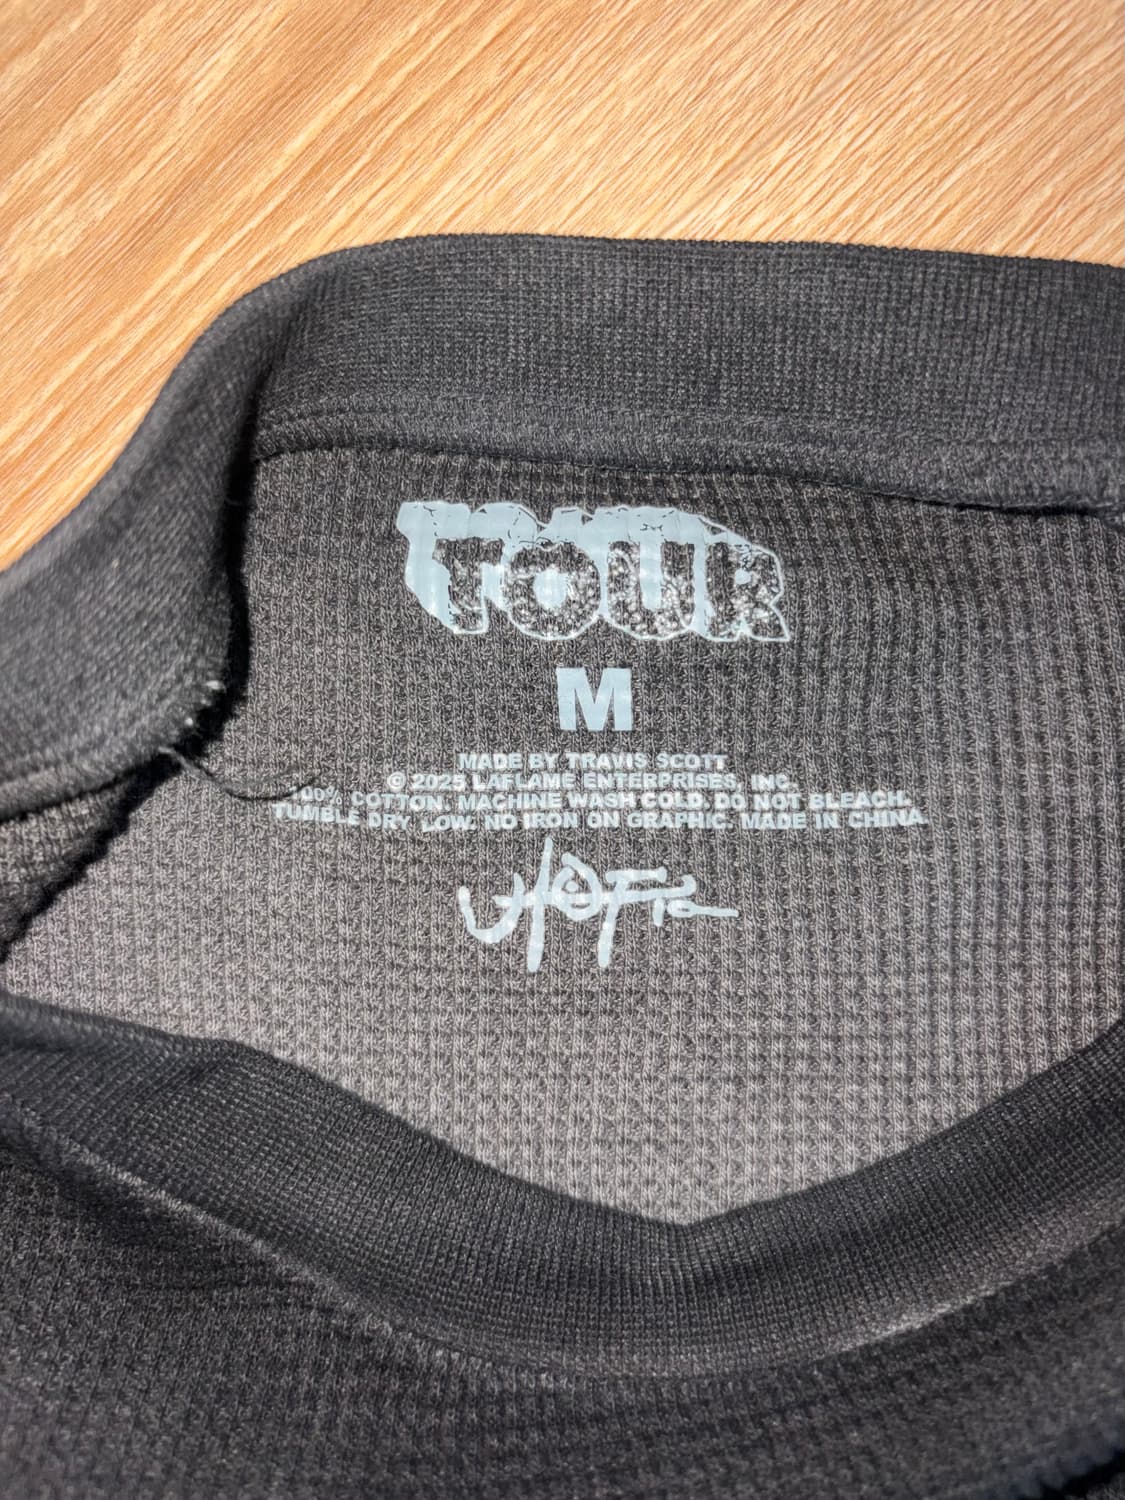 TOUR
M
MADE BY TRAVIS SCOTT
© 2025 LAFLAME ENTERPRISES, INC.
100% COTTON. MACHINE WASH COLD. DO NOT BLEACH.
TUMBLE DRY LOW. NO IRON ON GRAPHIC. MADE IN CHINA.